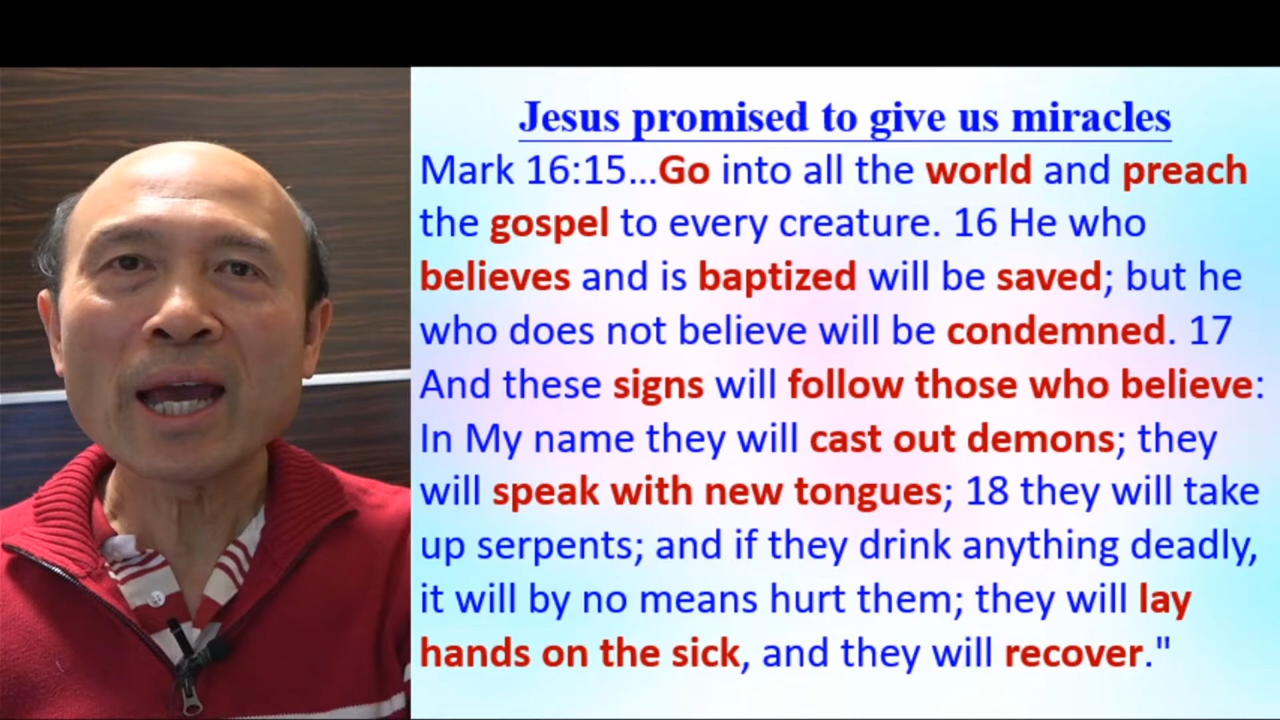 Jesus promised to give us miracles
Mark 16:15...Go into all the world and preach
the gospel to every creature. 16 He who
believes and is baptized will be saved; but he
who does not believe will be condemned. 17
And these signs will follow those who believe:
In My name they will cast out demons; they
will speak with new tongues; 18 they will take
up serpents; and if they drink anything deadly,
it will by no means hurt them; they will lay
hands on the sick, and they will recover."